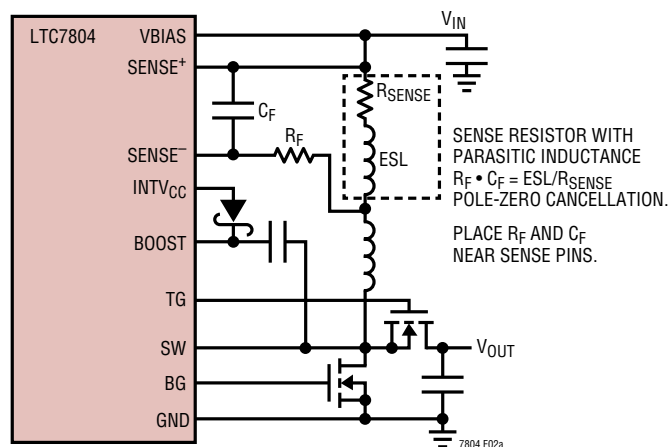 LTC7804
VBIAS
SENSE+
SENSE–
INTVCC
BOOST
TG
SW
BG
GND
CF
RF
VIN
RSENSE
ESL
SENSE RESISTOR WITH
PARASITIC INDUCTANCE
RF • CF = ESL/RSENSE
POLE-ZERO CANCELLATION.
PLACE RF AND CF
NEAR SENSE PINS.
VOUT
7804 F02a